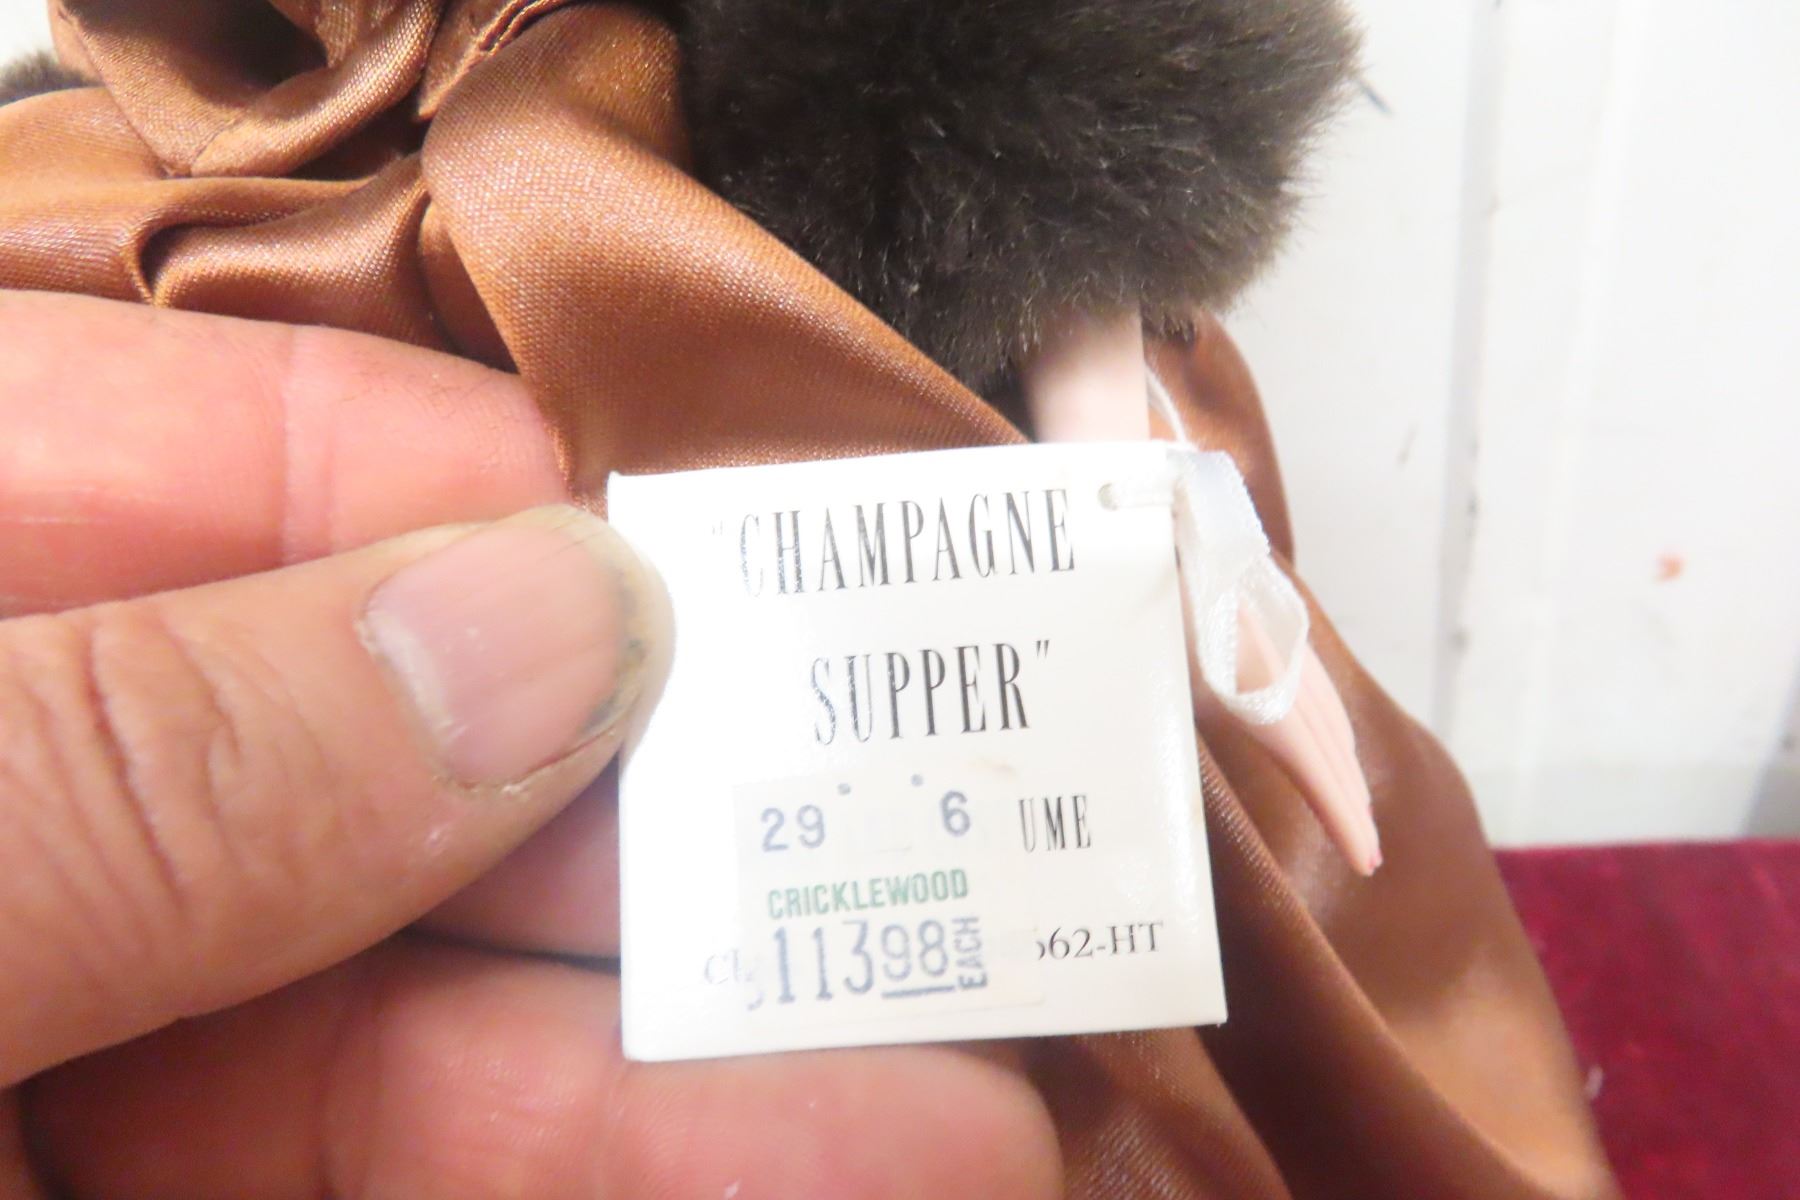 "CHAMPAGNE
SUPPER"
29 6
UME
CRICKLEWOOD
11398 EACH
62-HT